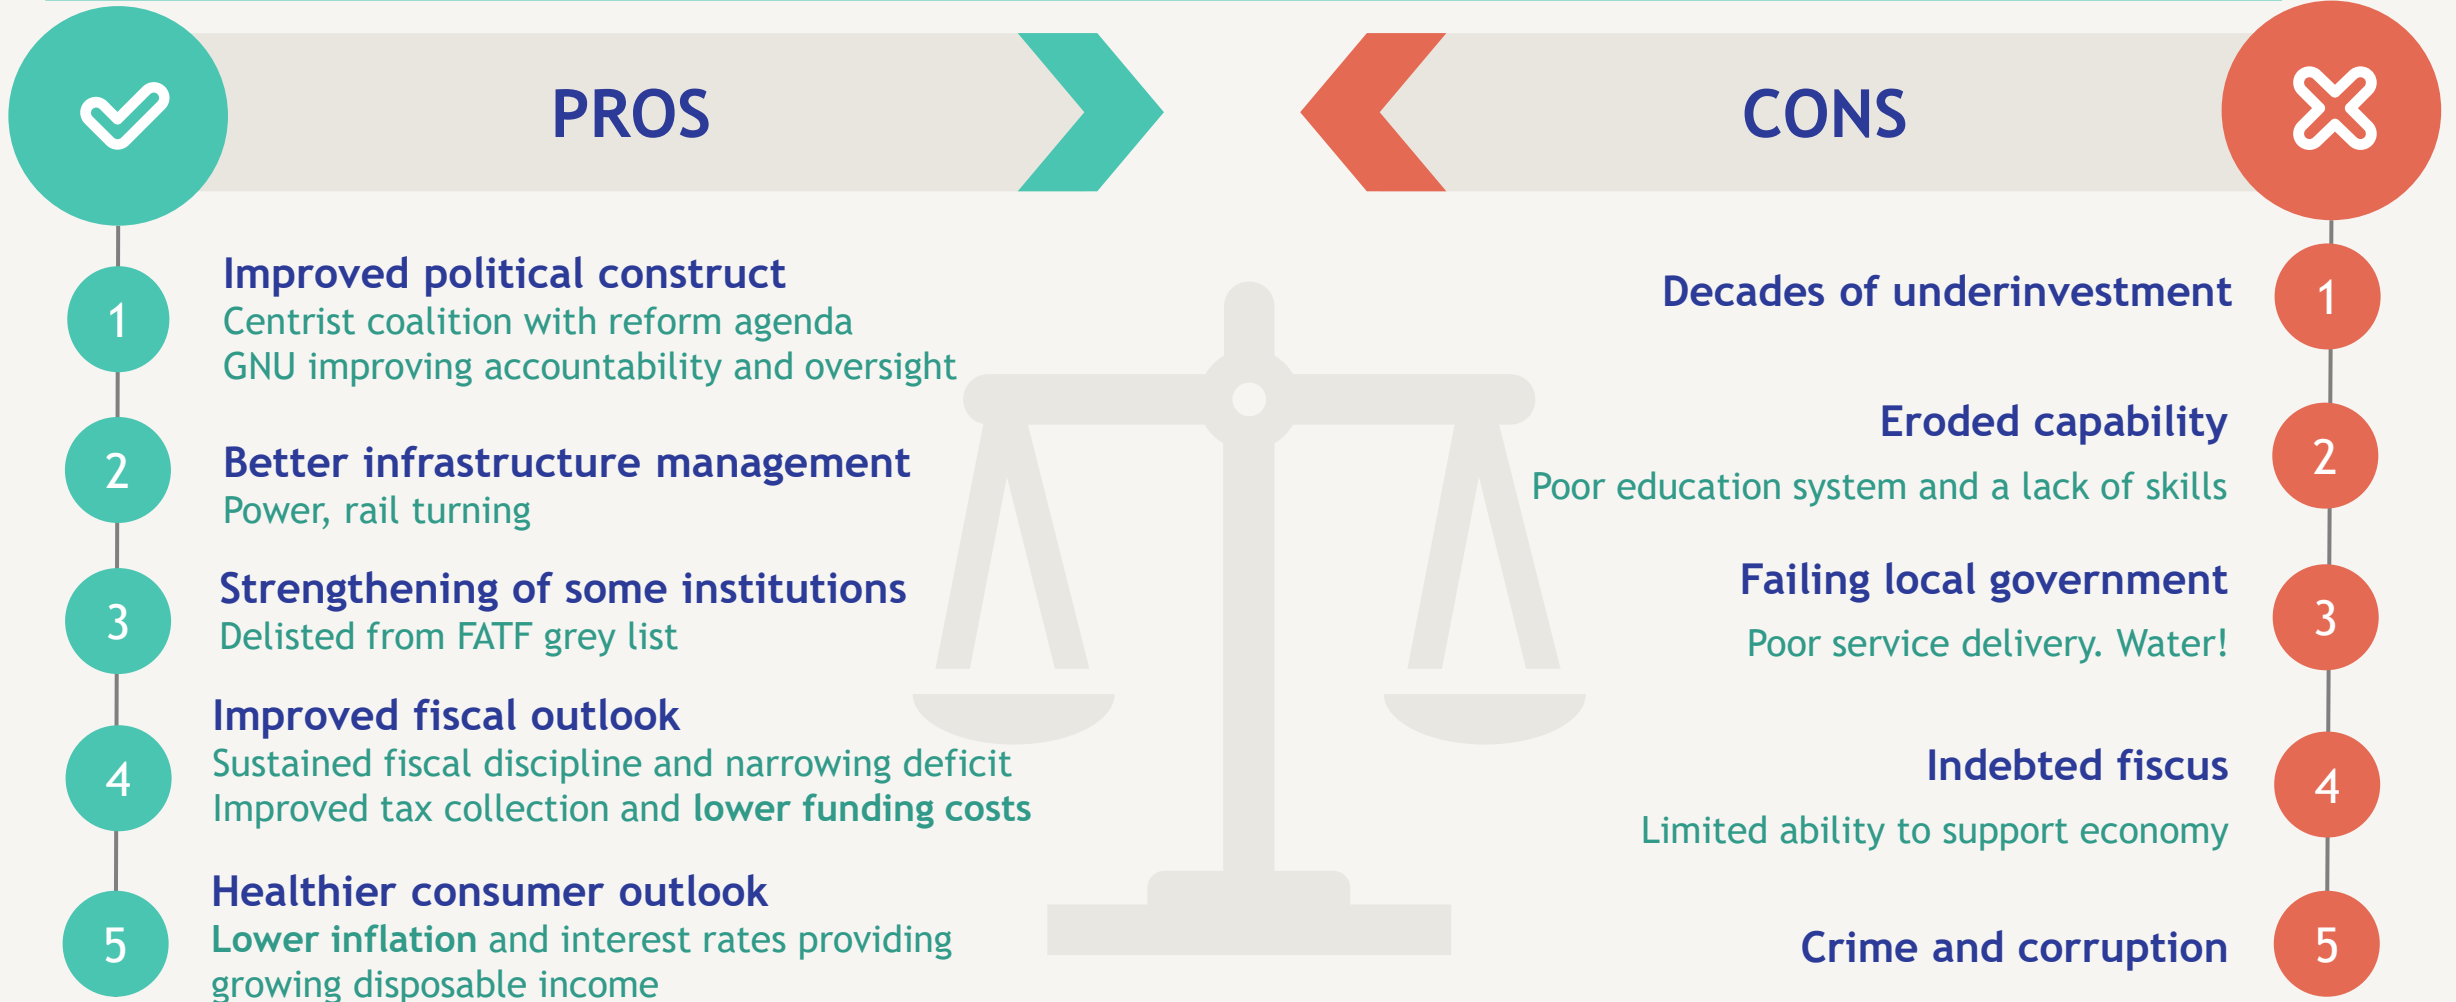 PROS
1
Improved political construct
Centrist coalition with reform agenda
GNU improving accountability and oversight
2
Better infrastructure management
Power, rail turning
3
Strengthening of some institutions
Delisted from FATF grey list
4
Improved fiscal outlook
Sustained fiscal discipline and narrowing deficit
Improved tax collection and lower funding costs
5
Healthier consumer outlook
Lower inflation and interest rates providing
growing disposable income
CONS
Decades of underinvestment
1
Eroded capability
2
Poor education system and a lack of skills
Failing local government
3
Poor service delivery. Water!
Indebted fiscus
4
Limited ability to support economy
Crime and corruption
5